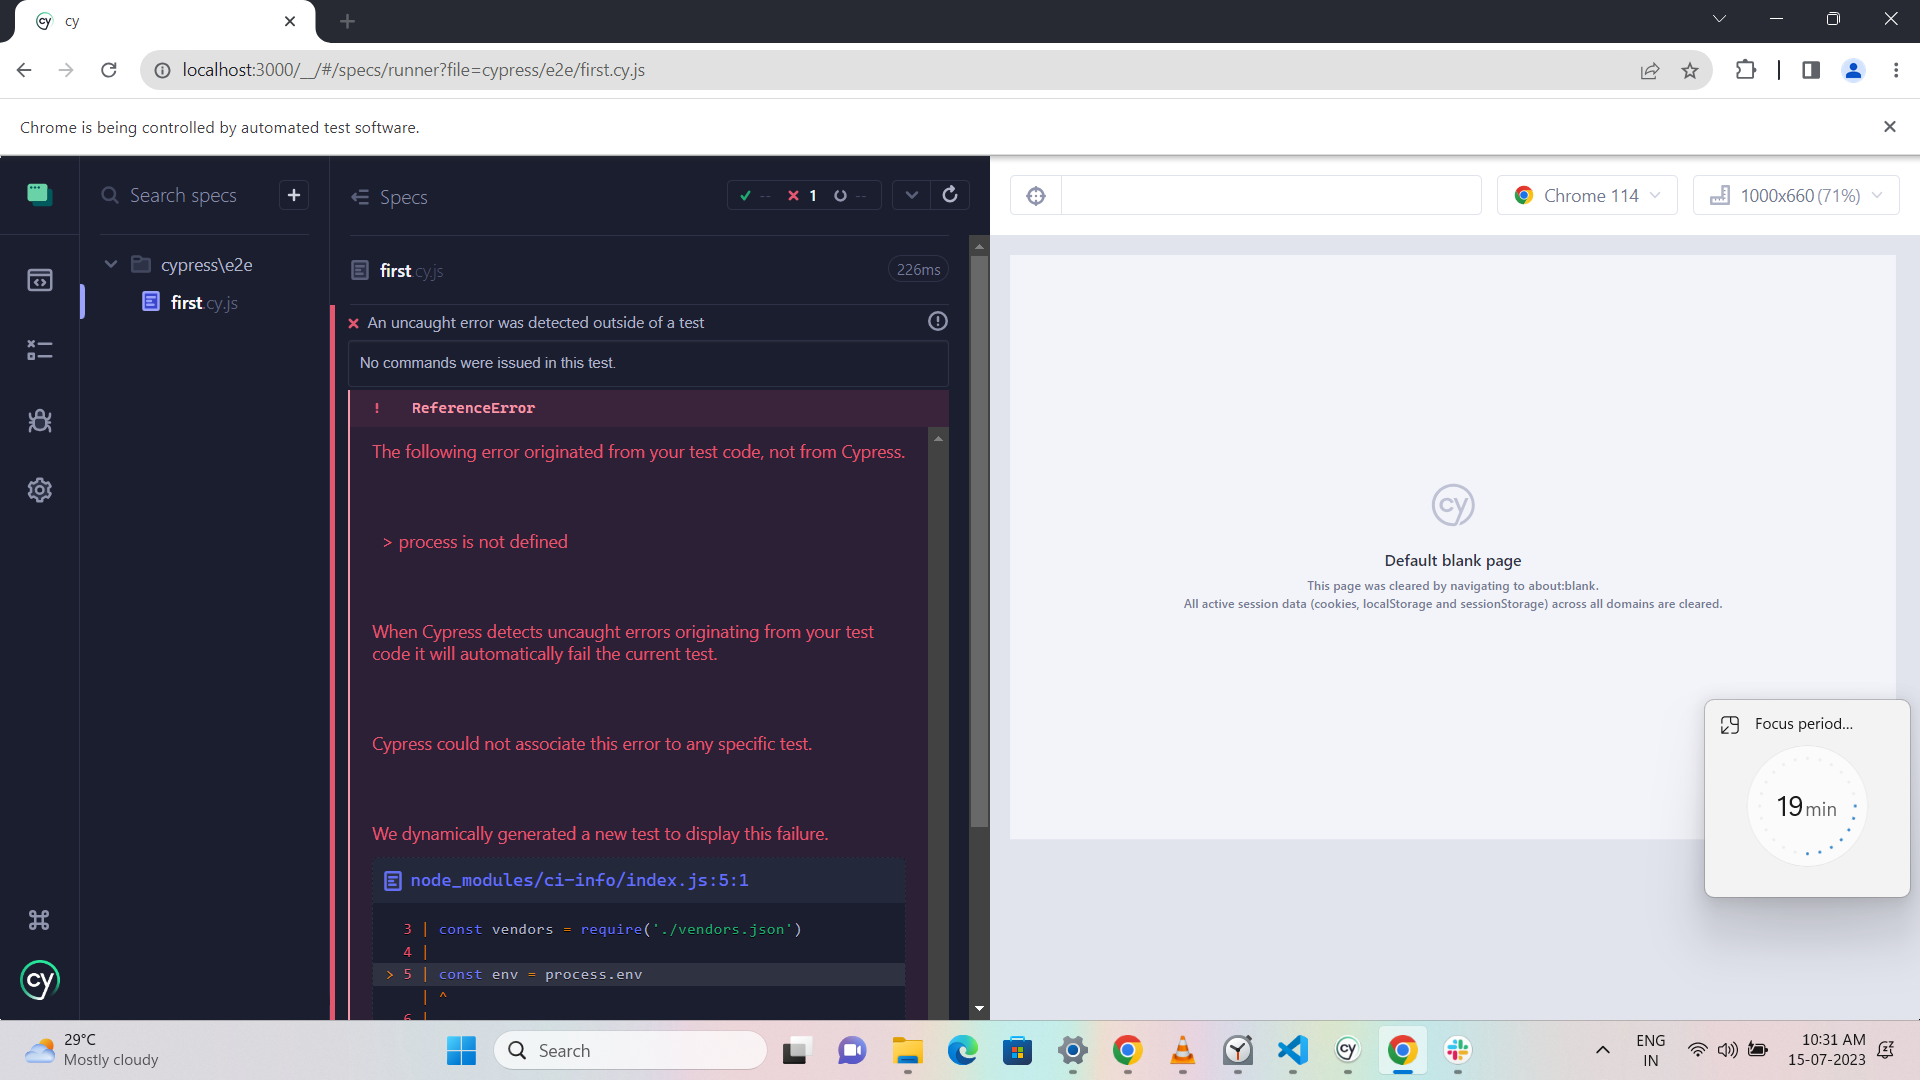 cy
localhost:3000/__/#/specs/runner?file=cypress/e2e/first.cy.js
Chrome is being controlled by automated test software.
Search specs
+
cypress\e2e
first.cy.js
Specs
-- 1 --
first.cy.js
226ms
An uncaught error was detected outside of a test
No commands were issued in this test.
! ReferenceError
The following error originated from your test code, not from Cypress.
> process is not defined
When Cypress detects uncaught errors originating from your test
code it will automatically fail the current test.
Cypress could not associate this error to any specific test.
We dynamically generated a new test to display this failure.
node_modules/ci-info/index.js:5:1
3 | const vendors = require('./vendors.json')
4 |
> 5 | const env = process.env
| ^
6 |
cy
Chrome 114
1000x660 (71%)
cy
Default blank page
This page was cleared by navigating to about:blank.
All active session data (cookies, localStorage and sessionStorage) across all domains are cleared.
Focus period...
19 min
29°C
Mostly cloudy
Search
cy
ENG
IN
10:31 AM
15-07-2023